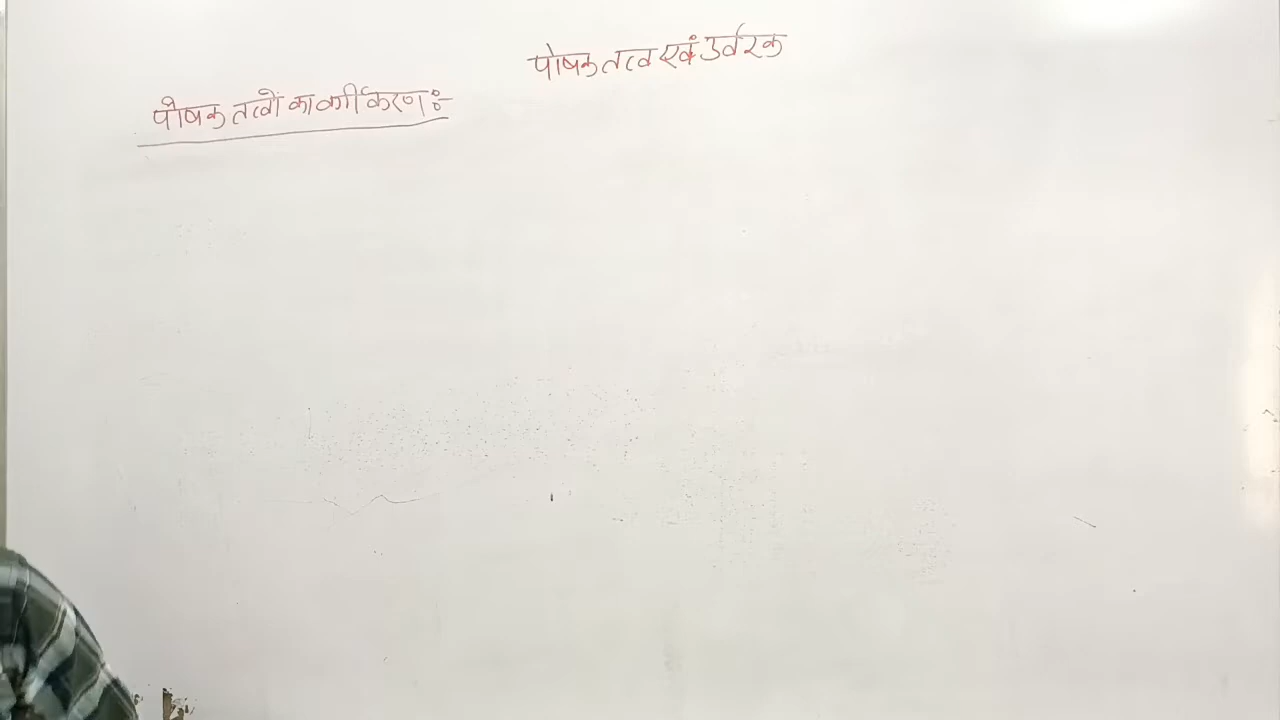 पोषक तत्व एवं उर्वरक
पोषक तत्वों का वर्गीकरण :-